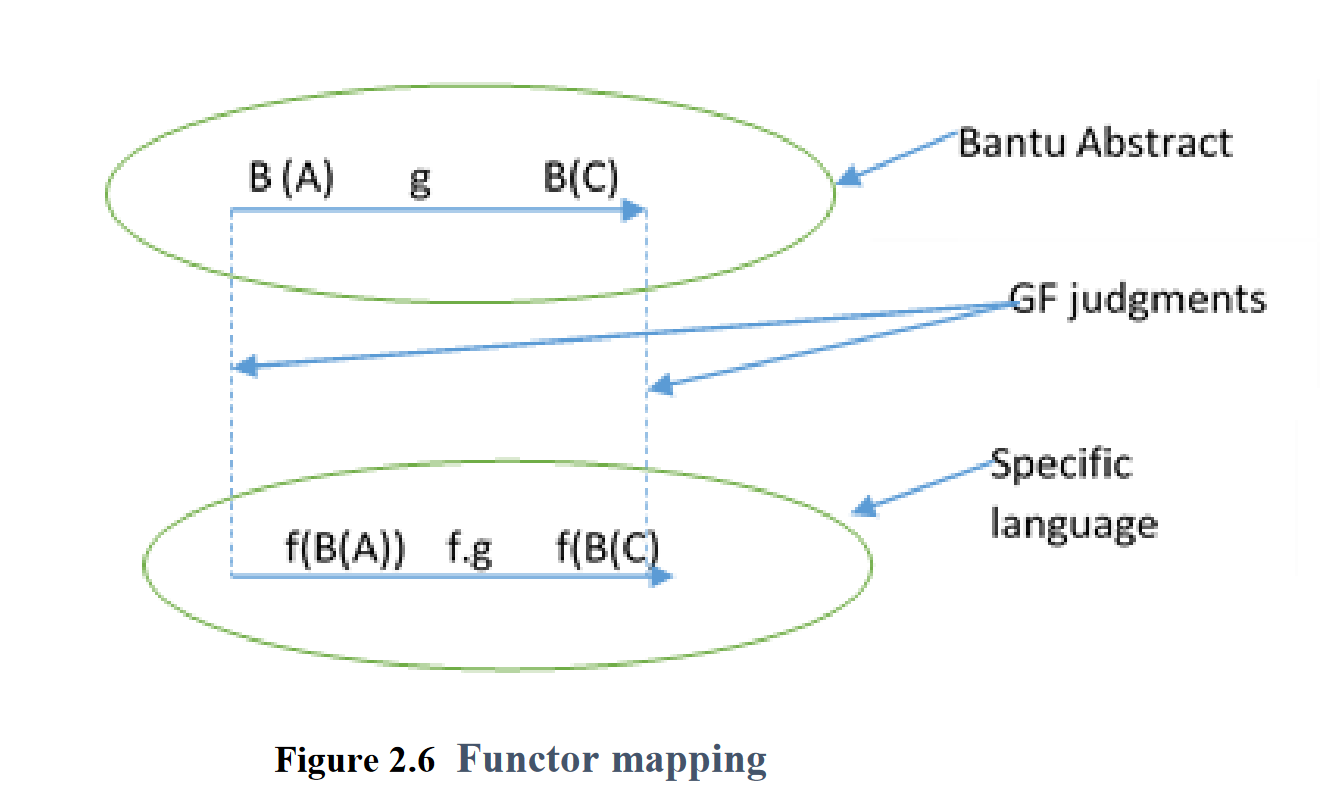 B (A) g B(C)
Bantu Abstract
GF judgments
Specific
language
f(B(A)) f.g f(B(C)
Figure 2.6 Functor mapping